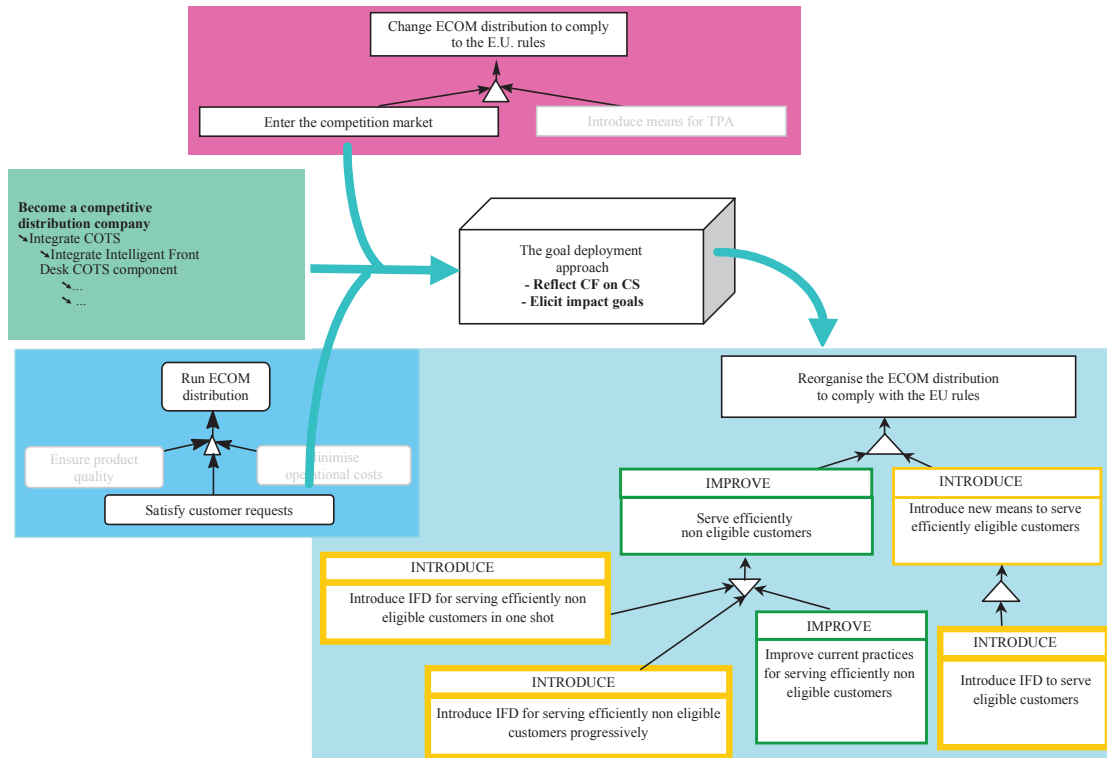 Change ECOM distribution to comply
to the E.U. rules
Enter the competition market
Introduce means for TPA
Become a competitive
distribution company
➘Integrate COTS
➘Integrate Intelligent Front
Desk COTS component
➘...
➘ ...
The goal deployment
approach
- Reflect CF on CS
- Elicit impact goals
Run ECOM
distribution
Ensure product
quality
operational costs
Satisfy customer requests
Reorganise the ECOM distribution
to comply with the EU rules
IMPROVE
Serve efficiently
non eligible customers
INTRODUCE
Introduce new means to serve
efficiently eligible customers
INTRODUCE
Introduce IFD for serving efficiently non
eligible customers in one shot
IMPROVE
Improve current practices
for serving efficiently non
eligible customers
INTRODUCE
Introduce IFD to serve
eligible customers
INTRODUCE
Introduce IFD for serving efficiently non eligible
customers progressively